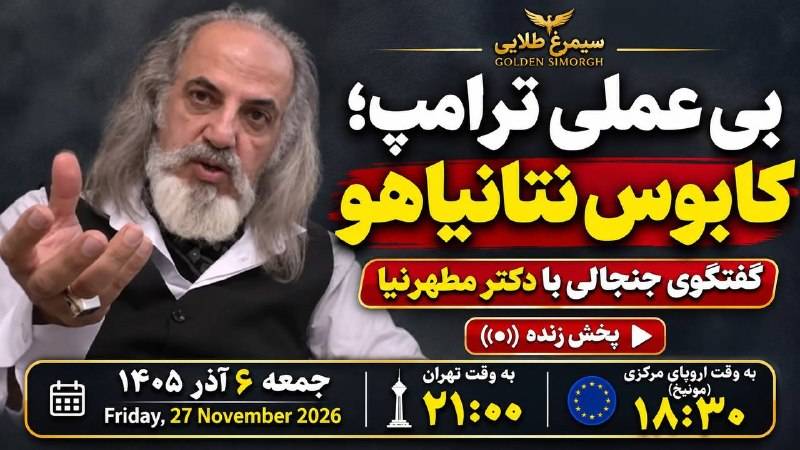 سیمرغ طلایی
GOLDEN SIMORGH
بی‌عملی ترامپ؛
کابوس نتانیاهو
گفتگوی جنجالی با دکتر مطهرنیا
پخش زنده
جمعه ۶ آذر ۱۴۰۵
Friday, 27 November 2026
به وقت تهران
۲۱:۰۰
به وقت اروپای مرکزی
(مونیخ)
۱۸:۳۰